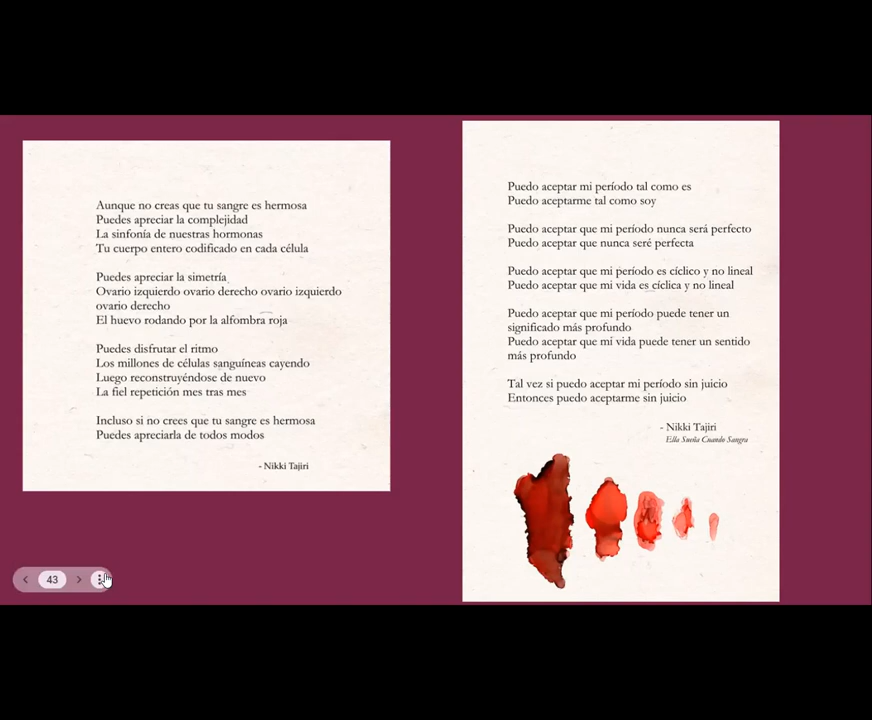 Aunque no creas que tu sangre es hermosa
Puedes apreciar la complejidad
La sinfonía de nuestras hormonas
Tu cuerpo entero codificado en cada célula
Puedes apreciar la simetría
Ovario izquierdo ovario derecho ovario izquierdo
ovario derecho
El huevo rodando por la alfombra roja
Puedes disfrutar el ritmo
Los millones de células sanguíneas cayendo
Luego reconstruyéndose de nuevo
La fiel repetición mes tras mes
Incluso si no crees que tu sangre es hermosa
Puedes apreciarla de todos modos
- Nikki Tajiri
Puedo aceptar mi período tal como es
Puedo aceptarme tal como soy
Puedo aceptar que mi período nunca será perfecto
Puedo aceptar que nunca seré perfecta
Puedo aceptar que mi período es cíclico y no lineal
Puedo aceptar que mi vida es cíclica y no lineal
Puedo aceptar que mi período puede tener un
significado más profundo
Puedo aceptar que mi vida puede tener un sentido
más profundo
Tal vez si puedo aceptar mi período sin juicio
Entonces puedo aceptarme sin juicio
- Nikki Tajiri
Ella Sueña Cuando Sangra
43